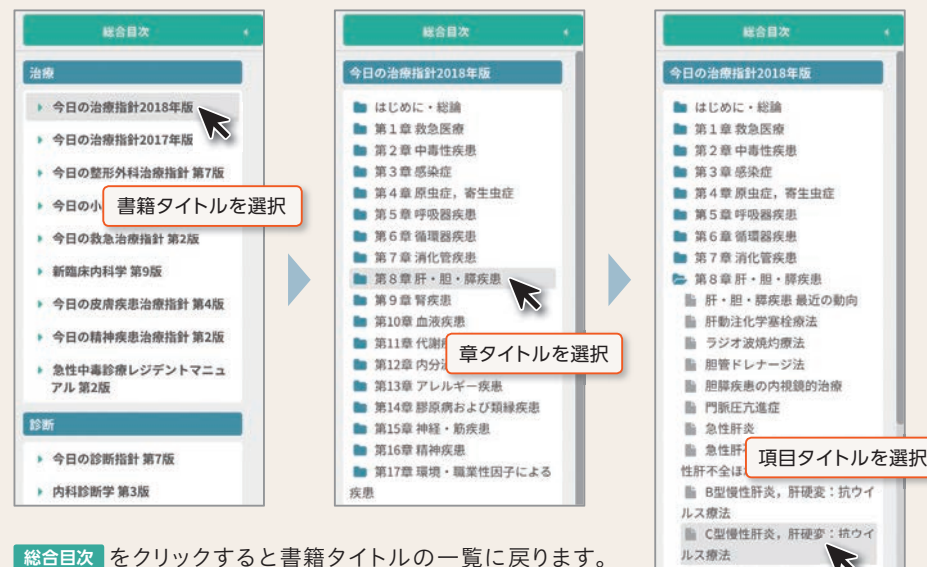 総合目次
治療
今日の治療指針2018年版
今日の治療指針2017年版
今日の整形外科治療指針 第7版
今日の小
書籍タイトルを選択
今日の救急治療指針 第2版
新臨床内科学 第9版
今日の皮膚疾患治療指針 第4版
今日の精神疾患治療指針 第2版
急性中毒診療レジデントマニュ
アル 第2版
診断
今日の診断指針 第7版
内科診断学 第3版
総合目次
今日の治療指針2018年版
はじめに・総論
第1章 救急医療
第2章 中毒性疾患
第3章 感染症
第4章 原虫症，寄生虫症
第5章 呼吸器疾患
第6章 循環器疾患
第7章 消化管疾患
第8章 肝・胆・膵疾患
第9章 腎疾患
第10章 血液疾患
第11章 代謝
第12章 内分
章タイトルを選択
第13章 アレルギー疾患
第14章 膠原病および類縁疾患
第15章 神経・筋疾患
第16章 精神疾患
第17章 環境・職業性因子による
疾患
総合目次
今日の治療指針2018年版
はじめに・総論
第1章 救急医療
第2章 中毒性疾患
第3章 感染症
第4章 原虫症，寄生虫症
第5章 呼吸器疾患
第6章 循環器疾患
第7章 消化管疾患
第8章 肝・胆・膵疾患
肝・胆・膵疾患 最近の動向
肝動注化学塞栓療法
ラジオ波焼灼療法
胆管ドレナージ法
胆膵疾患の内視鏡的治療
門脈圧亢進症
急性肝炎
急性肝
項目タイトルを選択
性肝不全ほ
B型慢性肝炎，肝硬変：抗ウイ
ルス療法
C型慢性肝炎，肝硬変：抗ウイ
ルス療法
総合目次 をクリックすると書籍タイトルの一覧に戻ります。